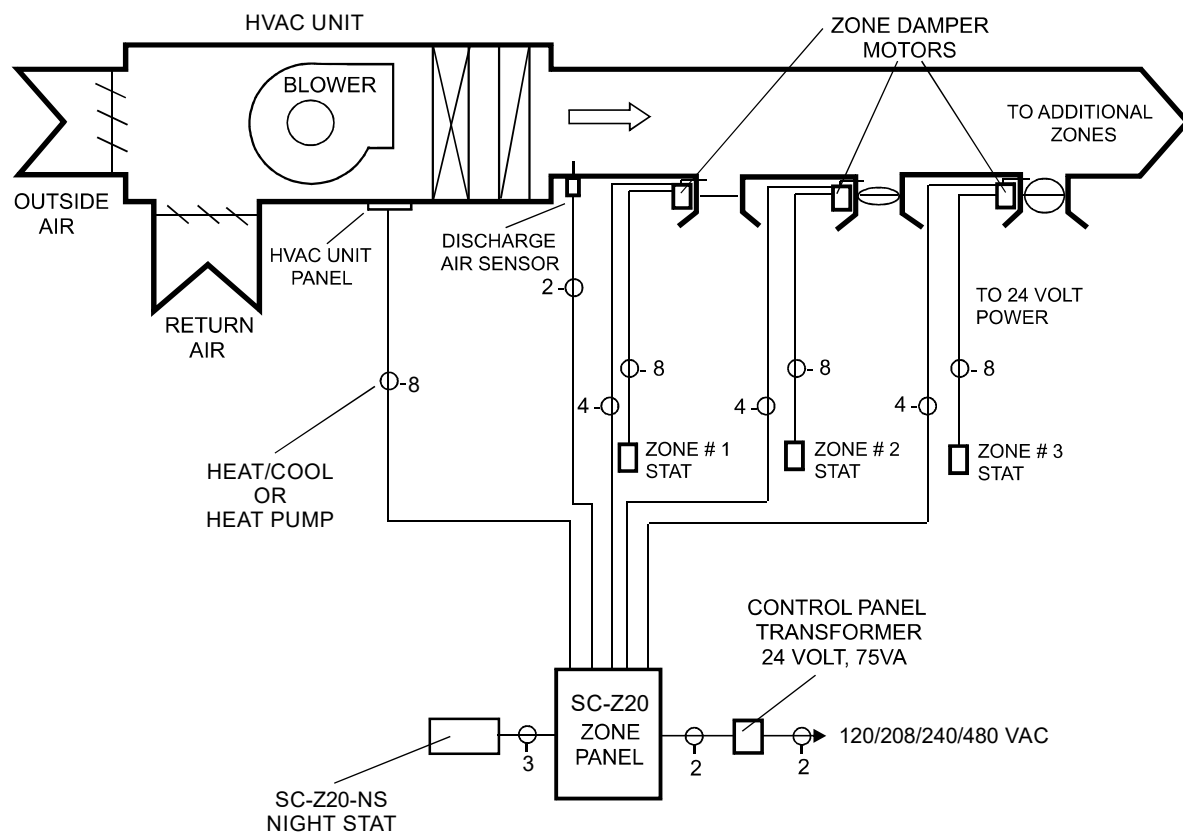 HVAC UNIT
ZONE DAMPER
MOTORS
BLOWER
TO ADDITIONAL
ZONES
OUTSIDE
AIR
HVAC UNIT
PANEL
DISCHARGE
AIR SENSOR
RETURN
AIR
2-
TO 24 VOLT
POWER
-8
- 8
- 8
- 8
4-
4-
4-
ZONE # 1
STAT
ZONE # 2
STAT
ZONE # 3
STAT
HEAT/COOL
OR
HEAT PUMP
CONTROL PANEL
TRANSFORMER
24 VOLT, 75VA
SC-Z20
ZONE
PANEL
3
2
2
120/208/240/480 VAC
SC-Z20-NS
NIGHT STAT